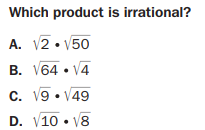 Which product is irrational?
A. √2 • √50
B. √64 • √4
C. √9 • √49
D. √10 • √8